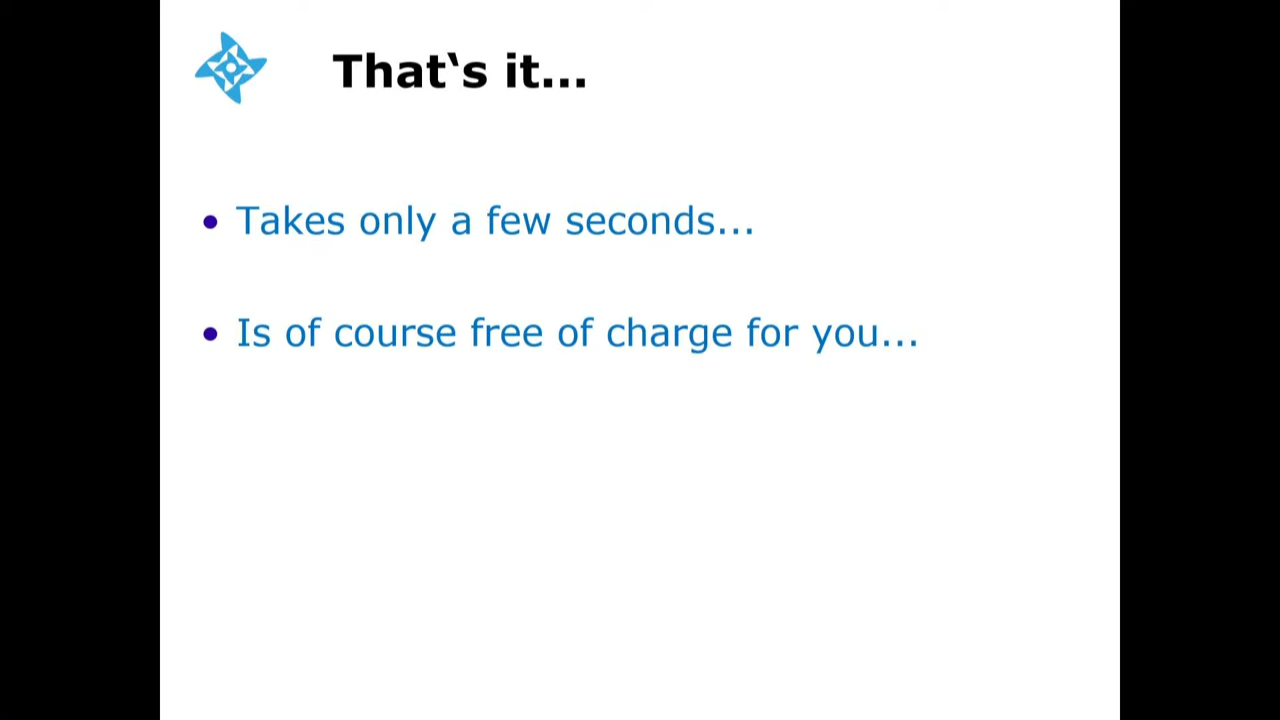 That‘s it...
• Takes only a few seconds...
• Is of course free of charge for you...